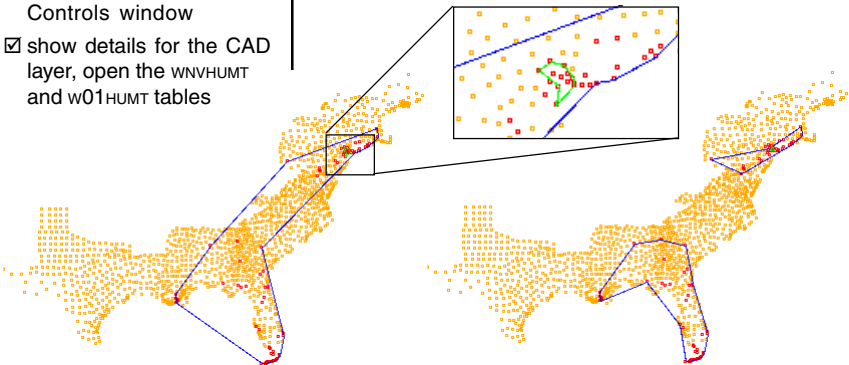 Controls window
☑ show details for the CAD
layer, open the WNVHUMT
and W01HUMT tables